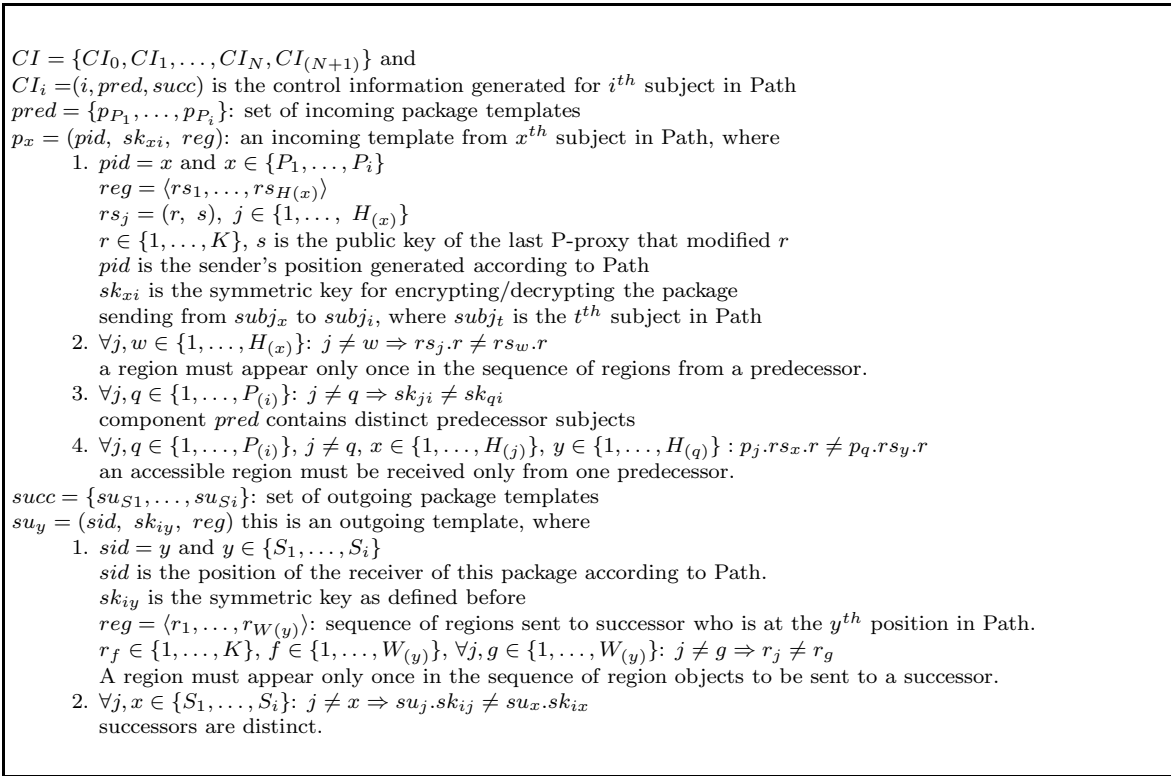 CI = {CI₀, CI₁, . . . , CI_N, CI_(N+1)} and
CI_i =(i, pred, succ) is the control information generated for i^th subject in Path
pred = {p_P₁, . . . , p_P_i}: set of incoming package templates
p_x = (pid, sk_xi, reg): an incoming template from x^th subject in Path, where
1. pid = x and x ∈ {P₁, . . . , P_i}
reg = ⟨rs₁, . . . , rs_H(x)⟩
rs_j = (r, s), j ∈ {1, . . . , H_(x)}
r ∈ {1, . . . , K}, s is the public key of the last P-proxy that modified r
pid is the sender's position generated according to Path
sk_xi is the symmetric key for encrypting/decrypting the package
sending from subj_x to subj_i, where subj_t is the t^th subject in Path
2. ∀j, w ∈ {1, . . . , H_(x)}: j ≠ w ⇒ rs_j.r ≠ rs_w.r
a region must appear only once in the sequence of regions from a predecessor.
3. ∀j, q ∈ {1, . . . , P_(i)}: j ≠ q ⇒ sk_ji ≠ sk_qi
component pred contains distinct predecessor subjects
4. ∀j, q ∈ {1, . . . , P_(i)}, j ≠ q, x ∈ {1, . . . , H_(j)}, y ∈ {1, . . . , H_(q)} : p_j.rs_x.r ≠ p_q.rs_y.r
an accessible region must be received only from one predecessor.
succ = {su_S1, . . . , su_Si}: set of outgoing package templates
su_y = (sid, sk_iy, reg) this is an outgoing template, where
1. sid = y and y ∈ {S₁, . . . , S_i}
sid is the position of the receiver of this package according to Path.
sk_iy is the symmetric key as defined before
reg = ⟨r₁, . . . , r_W(y)⟩: sequence of regions sent to successor who is at the y^th position in Path.
r_f ∈ {1, . . . , K}, f ∈ {1, . . . , W_(y)}, ∀j, g ∈ {1, . . . , W_(y)}: j ≠ g ⇒ r_j ≠ r_g
A region must appear only once in the sequence of region objects to be sent to a successor.
2. ∀j, x ∈ {S₁, . . . , S_i}: j ≠ x ⇒ su_j.sk_ij ≠ su_x.sk_ix
successors are distinct.